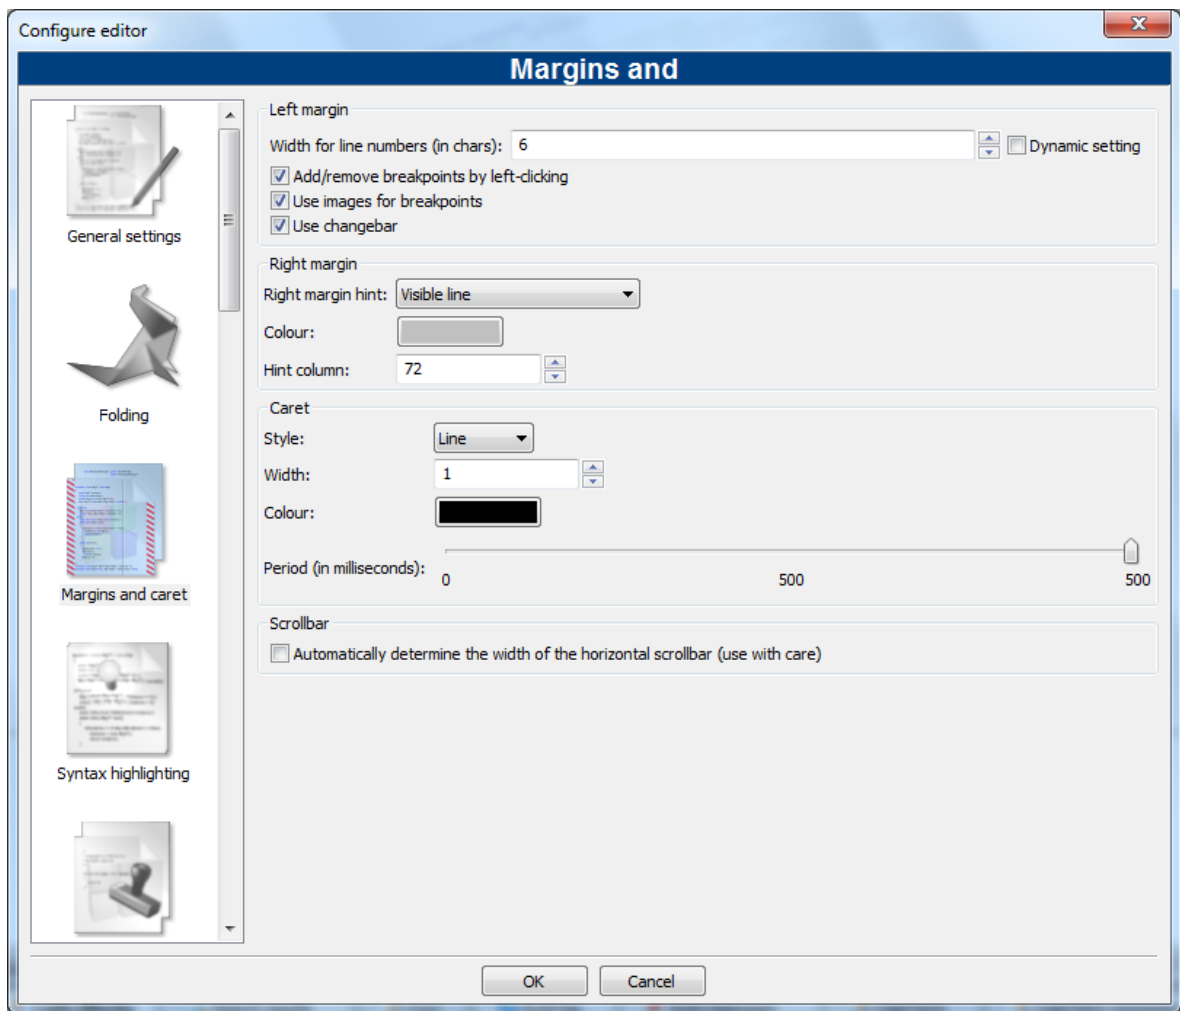 Configure editor
Margins and
General settings
Folding
Margins and caret
Syntax highlighting
Left margin
Width for line numbers (in chars): 6 Dynamic setting
Add/remove breakpoints by left-clicking
Use images for breakpoints
Use changebar
Right margin
Right margin hint: Visible line
Colour:
Hint column: 72
Caret
Style: Line
Width: 1
Colour:
Period (in milliseconds): 0 500 500
Scrollbar
Automatically determine the width of the horizontal scrollbar (use with care)
OK Cancel